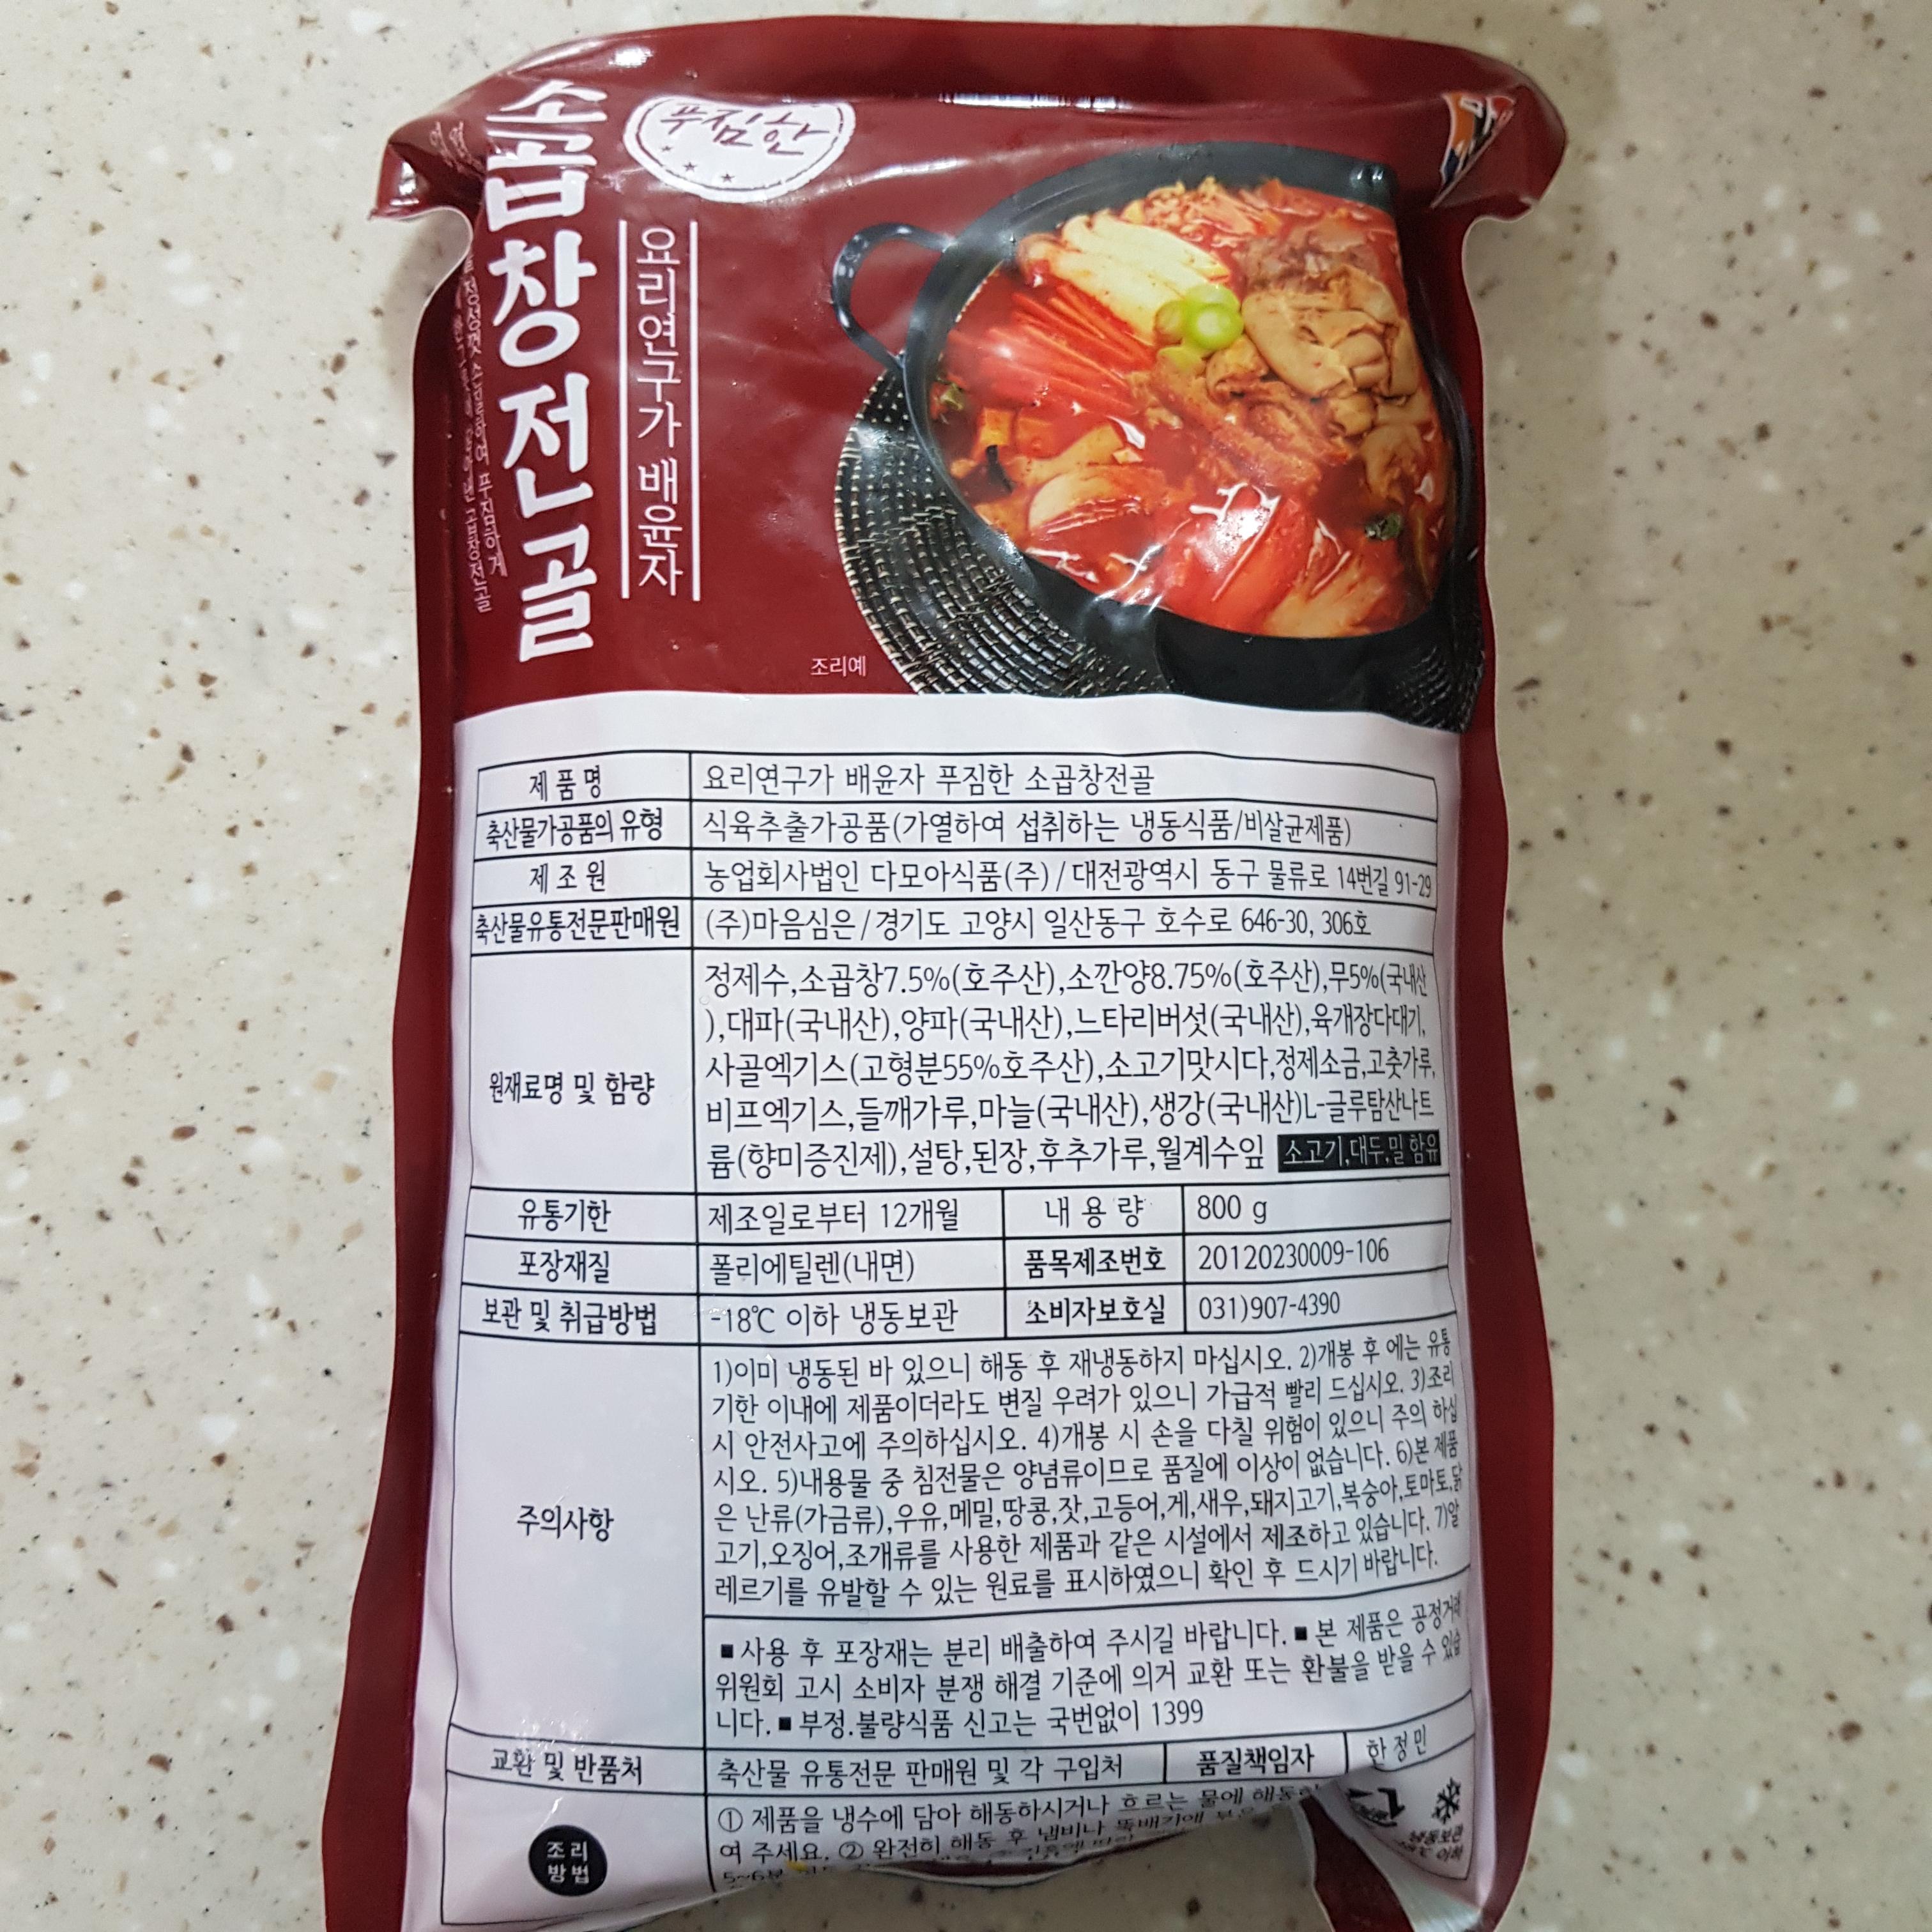 푸짐한
소곱창전골
요리연구가 배윤자
조리예
제 품 명
요리연구가 배윤자 푸짐한 소곱창전골
축산물가공품의 유형
식육추출가공품(가열하여 섭취하는 냉동식품/비살균제품)
제 조 원
농업회사법인 다모아식품(주)/대전광역시 동구 물류로 14번길 91-29
축산물유통전문판매원
(주)마음심은/경기도 고양시 일산동구 호수로 646-30, 306호
원재료명 및 함량
정제수,소곱창7.5%(호주산),소깐양8.75%(호주산),무5%(국내산
),대파(국내산),양파(국내산),느타리버섯(국내산),육개장다대기,
사골엑기스(고형분55%호주산),소고기맛시다,정제소금,고춧가루,
비프엑기스,들깨가루,마늘(국내산),생강(국내산)L-글루탐산나트
륨(향미증진제),설탕,된장,후추가루,월계수잎 소고기,대두,밀 함유
유통기한
제조일로부터 12개월
내 용 량
800 g
포장재질
폴리에틸렌(내면)
품목제조번호
20120230009-106
보관 및 취급방법
-18℃ 이하 냉동보관
소비자보호실
031)907-4390
주의사항
1)이미 냉동된 바 있으니 해동 후 재냉동하지 마십시오. 2)개봉 후 에는 유통
기한 이내에 제품이더라도 변질 우려가 있으니 가급적 빨리 드십시오. 3)조리
시 안전사고에 주의하십시오. 4)개봉 시 손을 다칠 위험이 있으니 주의 하십
시오. 5)내용물 중 침전물은 양념류이므로 품질에 이상이 없습니다. 6)본 제품
은 난류(가금류),우유,메밀,땅콩,잣,고등어,게,새우,돼지고기,복숭아,토마토,닭
고기,오징어,조개류를 사용한 제품과 같은 시설에서 제조하고 있습니다. 7)알
레르기를 유발할 수 있는 원료를 표시하였으니 확인 후 드시기 바랍니다.
■ 사용 후 포장재는 분리 배출하여 주시길 바랍니다. ■ 본 제품은 공정거래
위원회 고시 소비자 분쟁 해결 기준에 의거 교환 또는 환불을 받을 수 있습
니다. ■ 부정.불량식품 신고는 국번없이 1399
교환 및 반품처
축산물 유통전문 판매원 및 각 구입처
품질책임자
한 정 민
조리
방법
① 제품을 냉수에 담아 해동하시거나 흐르는 물에 해동
여 주세요. ② 완전히 해동 후 냄비나 뚝배기에
5~6분
냉동보관
이하